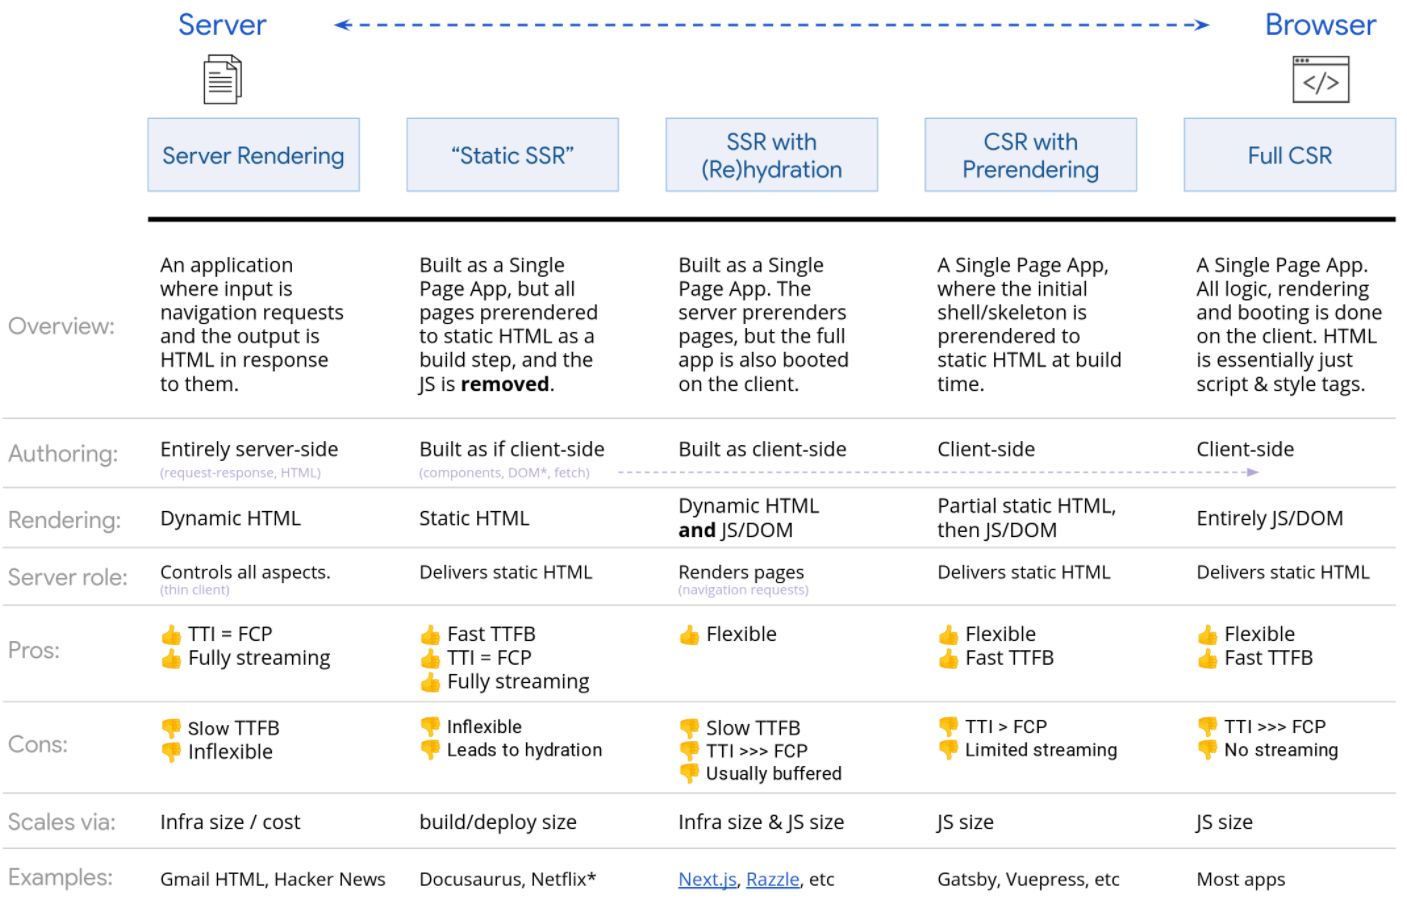 Server
Browser
</>
Server Rendering
“Static SSR”
SSR with
(Re)hydration
CSR with
Prerendering
Full CSR
Overview:
An application
where input is
navigation requests
and the output is
HTML in response
to them.
Built as a Single
Page App, but all
pages prerendered
to static HTML as a
build step, and the
JS is removed.
Built as a Single
Page App. The
server prerenders
pages, but the full
app is also booted
on the client.
A Single Page App,
where the initial
shell/skeleton is
prerendered to
static HTML at build
time.
A Single Page App.
All logic, rendering
and booting is done
on the client. HTML
is essentially just
script & style tags.
Authoring:
Entirely server-side
(request-response, HTML)
Built as if client-side
(components, DOM*, fetch)
Built as client-side
Client-side
Client-side
Rendering:
Dynamic HTML
Static HTML
Dynamic HTML
and JS/DOM
Partial static HTML,
then JS/DOM
Entirely JS/DOM
Server role:
Controls all aspects.
(thin client)
Delivers static HTML
Renders pages
(navigation requests)
Delivers static HTML
Delivers static HTML
Pros:
👍 TTI = FCP
👍 Fully streaming
👍 Fast TTFB
👍 TTI = FCP
👍 Fully streaming
👍 Flexible
👍 Flexible
👍 Fast TTFB
👍 Flexible
👍 Fast TTFB
Cons:
👎 Slow TTFB
👎 Inflexible
👎 Inflexible
👎 Leads to hydration
👎 Slow TTFB
👎 TTI >>> FCP
👎 Usually buffered
👎 TTI > FCP
👎 Limited streaming
👎 TTI >>> FCP
👎 No streaming
Scales via:
Infra size / cost
build/deploy size
Infra size & JS size
JS size
JS size
Examples:
Gmail HTML, Hacker News
Docusaurus, Netflix*
Next.js, Razzle, etc
Gatsby, Vuepress, etc
Most apps